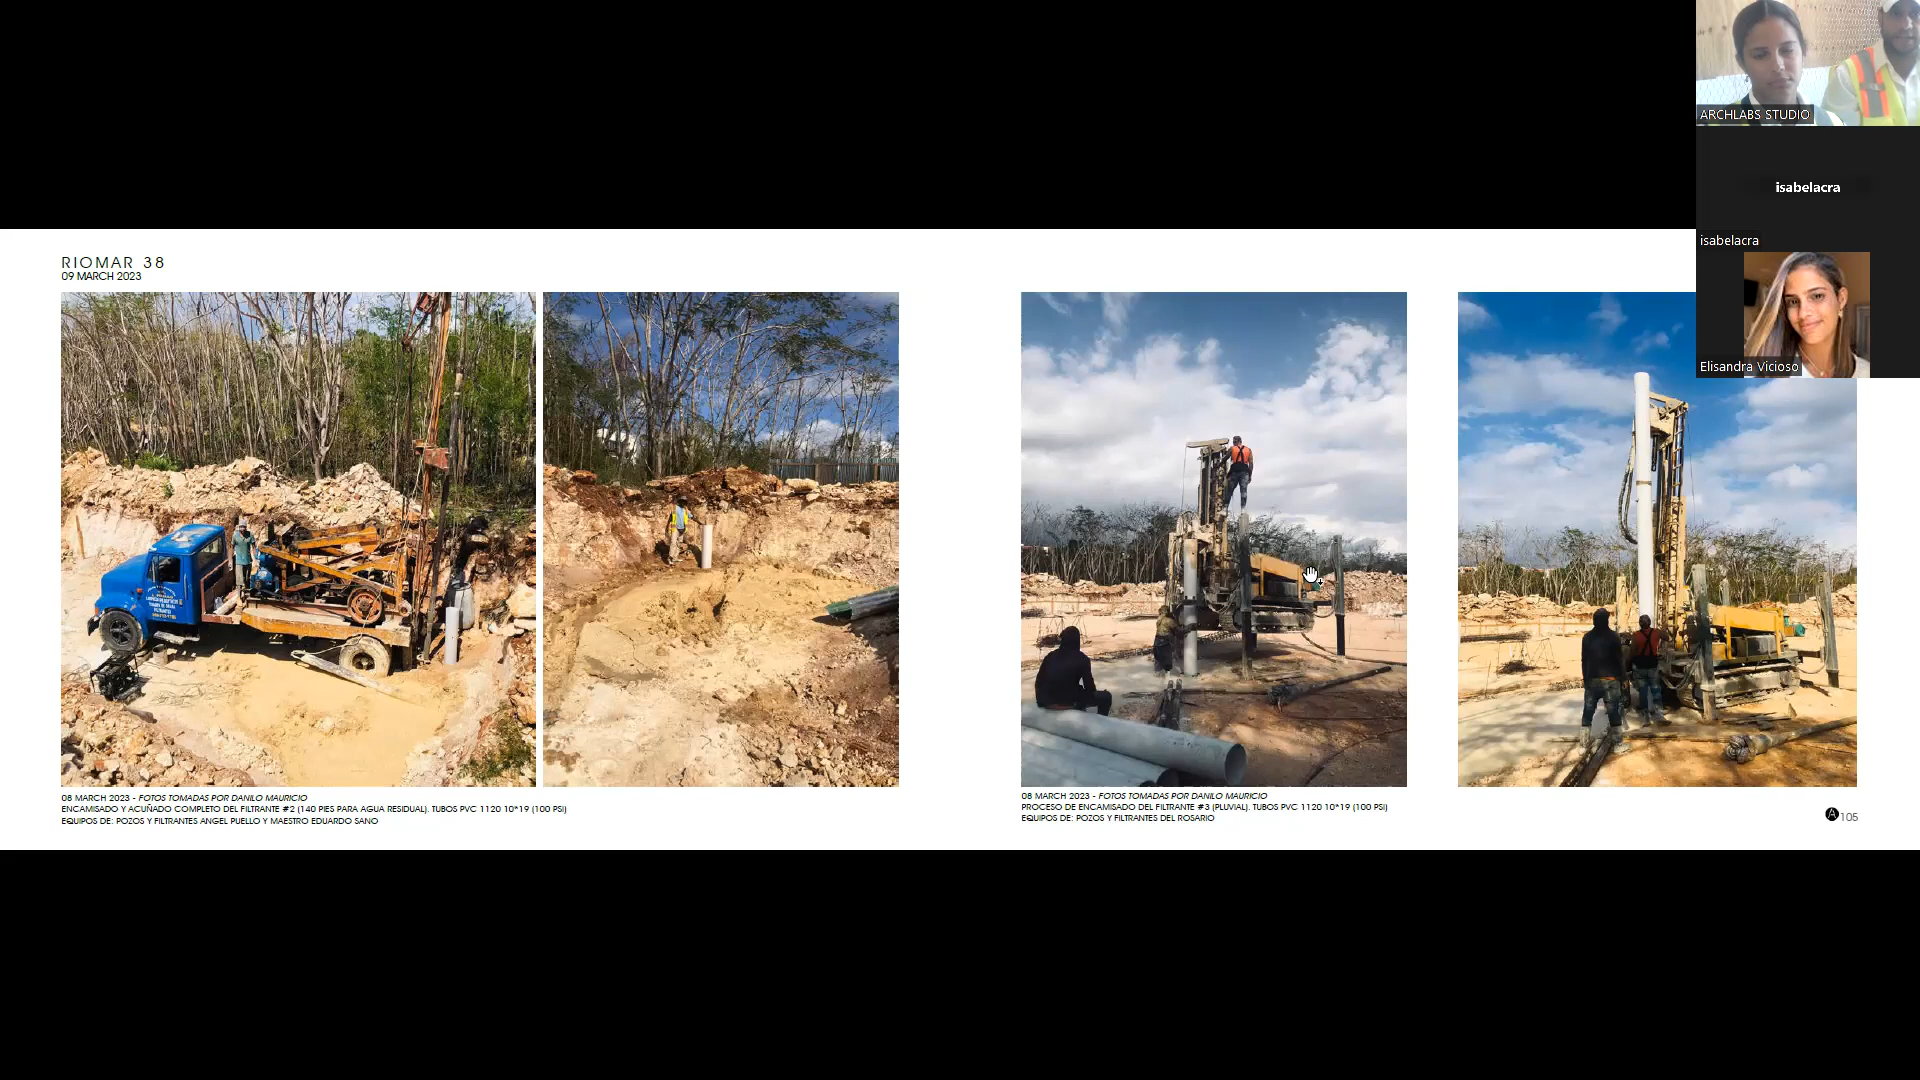 ARCHLABS STUDIO
isabelacra
isabelacra
Elisandra Vicioso
RIOMAR 38
09 MARCH 2023
08 MARCH 2023 - FOTOS TOMADAS POR DANILO MAURICIO
ENCAMISADO Y ACUÑADO COMPLETO DEL FILTRANTE #2 (140 PIES PARA AGUA RESIDUAL). TUBOS PVC 1120 10*19 (100 PSI)
EQUIPOS DE: POZOS Y FILTRANTES ANGEL PUELLO Y MAESTRO EDUARDO SANO
08 MARCH 2023 - FOTOS TOMADAS POR DANILO MAURICIO
PROCESO DE ENCAMISADO DEL FILTRANTE #3 (PLUVIAL). TUBOS PVC 1120 10*19 (100 PSI)
EQUIPOS DE: POZOS Y FILTRANTES DEL ROSARIO
A 105